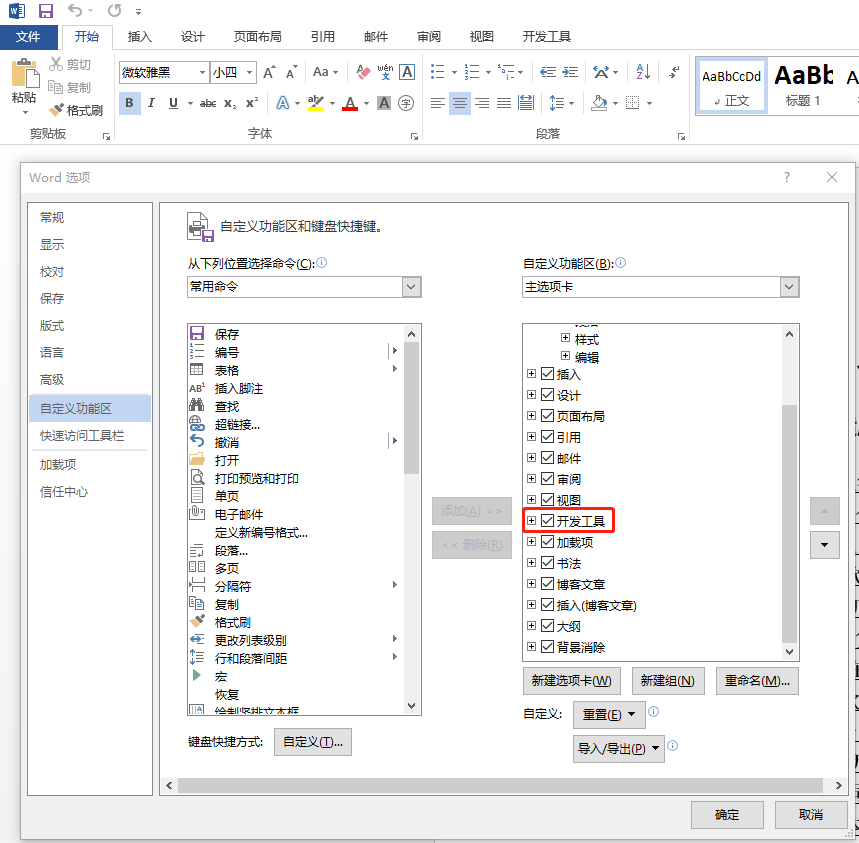 文件 开始 插入 设计 页面布局 引用 邮件 审阅 视图 开发工具
粘贴
剪切
复制
格式刷
剪贴板
微软雅黑 小四 A A Aa wén 文 A
B I U abc x₂ x² A ab A A 字
字体
A Z
段落
AaBbCcDd
正文
AaBb
标题 1
Word 选项 ?
常规
显示
校对
保存
版式
语言
高级
自定义功能区
快速访问工具栏
加载项
信任中心
自定义功能区和键盘快捷键。
从下列位置选择命令(C):
常用命令
保存
编号
表格
插入脚注
查找
超链接...
撤消
打开
打印预览和打印
单页
电子邮件
定义新编号格式...
段落...
多页
分隔符
复制
格式刷
更改列表级别
行和段落间距
宏
恢复
绘制竖排文本框
键盘快捷方式: 自定义(T)...
添加(A) >>
<< 删除(R)
自定义功能区(B):
主选项卡
样式
编辑
插入
设计
页面布局
引用
邮件
审阅
视图
开发工具
加载项
书法
博客文章
插入(博客文章)
大纲
背景消除
新建选项卡(W) 新建组(N) 重命名(M)...
自定义: 重置(E)
导入/导出(P)
确定 取消